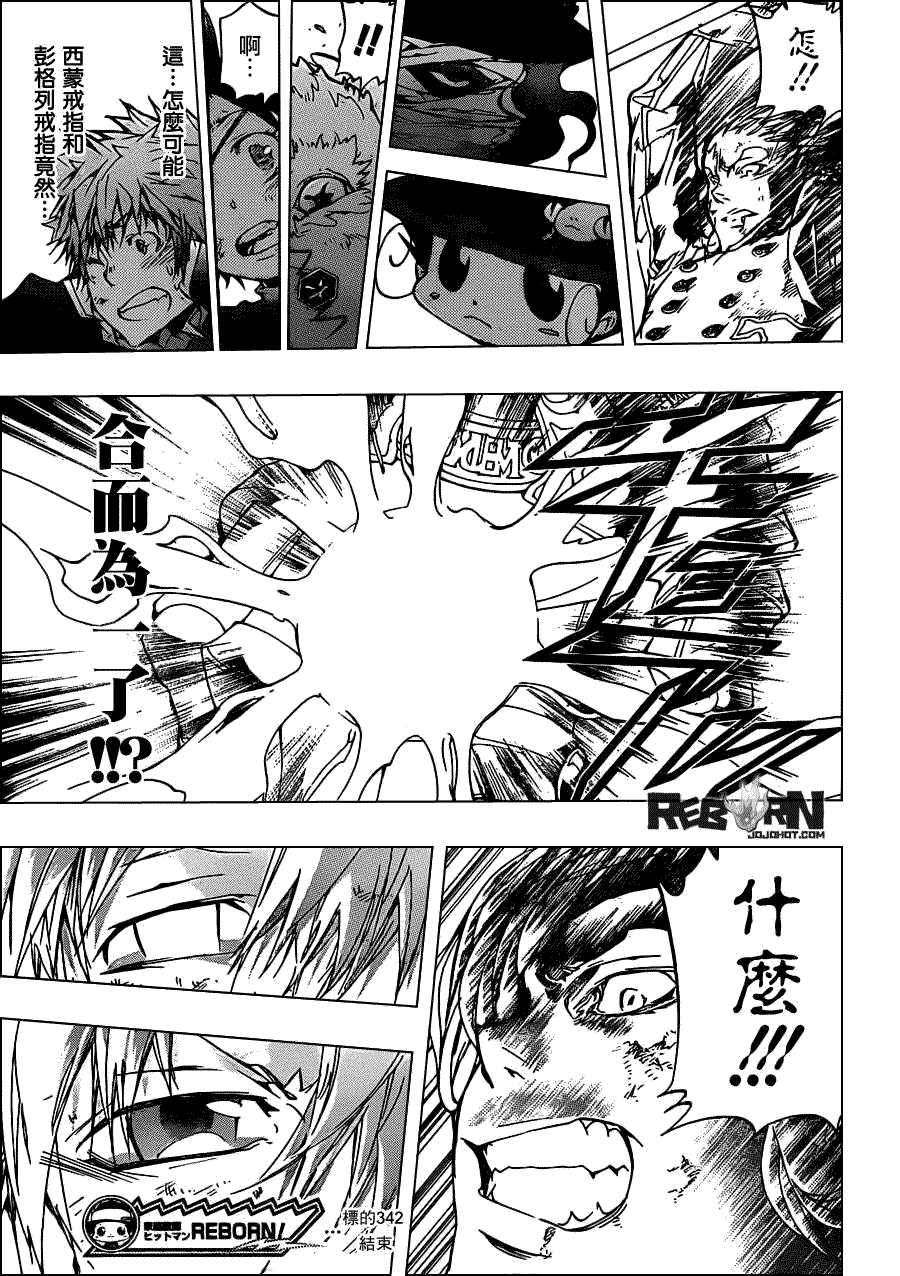 怎!!
!!
啊…
這…怎麼可能
西蒙戒指和
彭格列戒指竟然…
合而為一了!!?
REBORN
JOJOHOT.COM
什麼!!!
標的342
…
結束
家庭教師
ヒットマンREBORN!